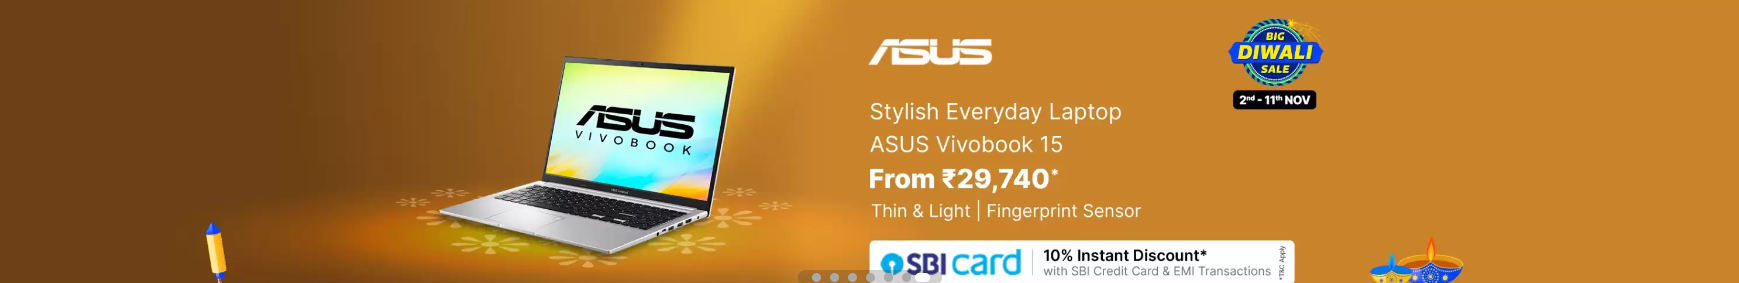 ASUS
VIVOBOOK
ASUS
Stylish Everyday Laptop
ASUS Vivobook 15
From ₹29,740*
Thin & Light | Fingerprint Sensor
SBI card
10% Instant Discount*
with SBI Credit Card & EMI Transactions
*T&C Apply
BIG
DIWALI
SALE
2nd - 11th NOV